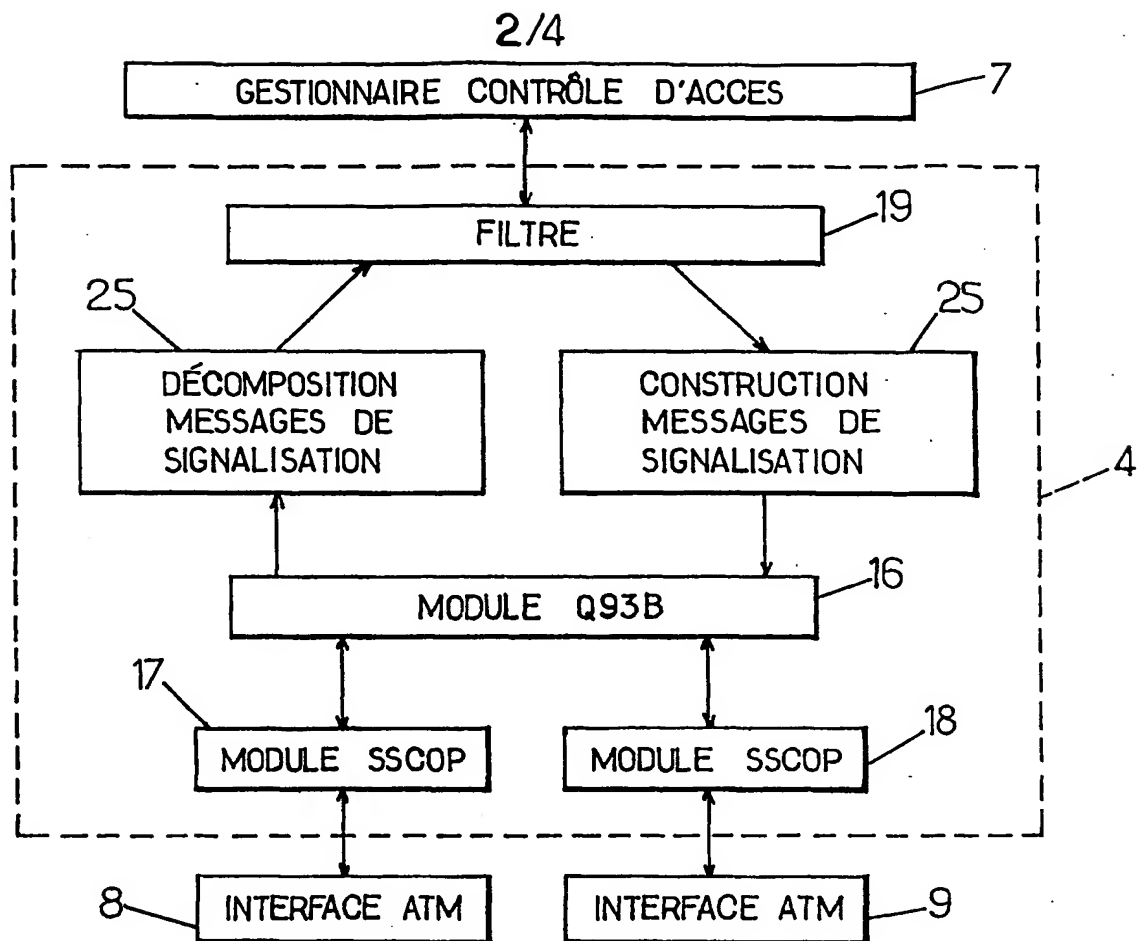 2/4
GESTIONNAIRE CONTRÔLE D'ACCES
7
FILTRE
19
25
25
DÉCOMPOSITION
MESSAGES DE
SIGNALISATION
CONSTRUCTION
MESSAGES DE
SIGNALISATION
4
16
MODULE Q93B
17
18
MODULE SSCOP
MODULE SSCOP
8
INTERFACE ATM
INTERFACE ATM
9